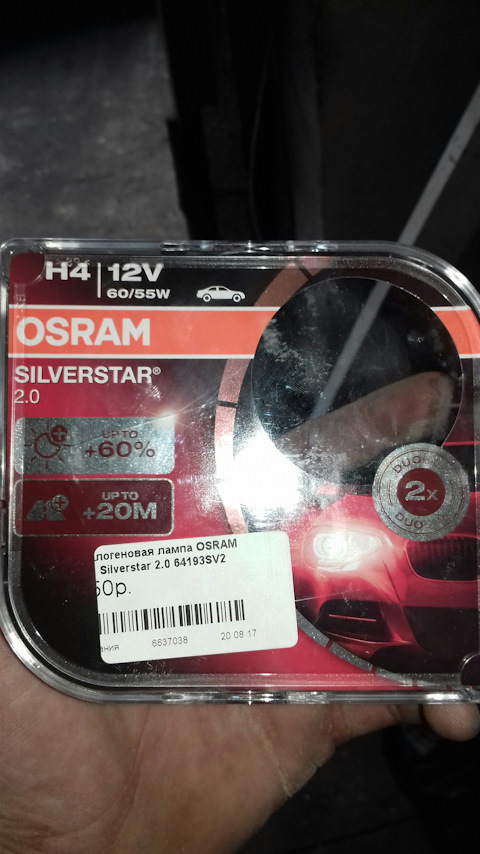 H4 | 12V
60/55W
OSRAM
SILVERSTAR®
2.0
UP TO
+60%
UP TO
+20M
DUO
2x
DUO
логеновая лампа OSRAM
Silverstar 2.0 64193SV2
50р.
6637038
20 08 17